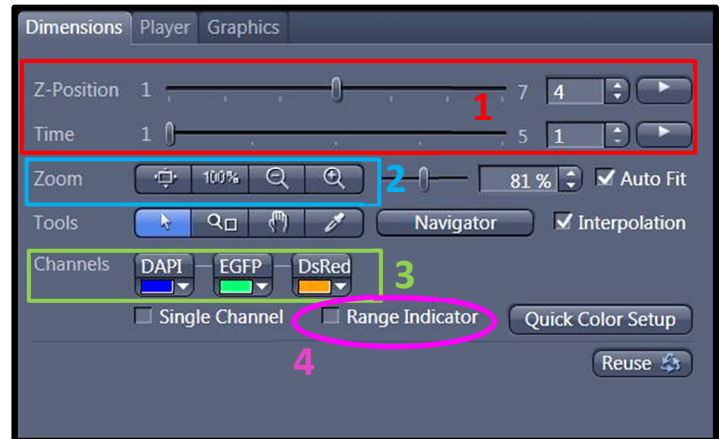 Dimensions Player Graphics
Z-Position 1 7 4
1
Time 1 5 1
Zoom 100% 2 81 % Auto Fit
Tools Navigator Interpolation
Channels DAPI EGFP DsRed 3
Single Channel Range Indicator Quick Color Setup
4
Reuse